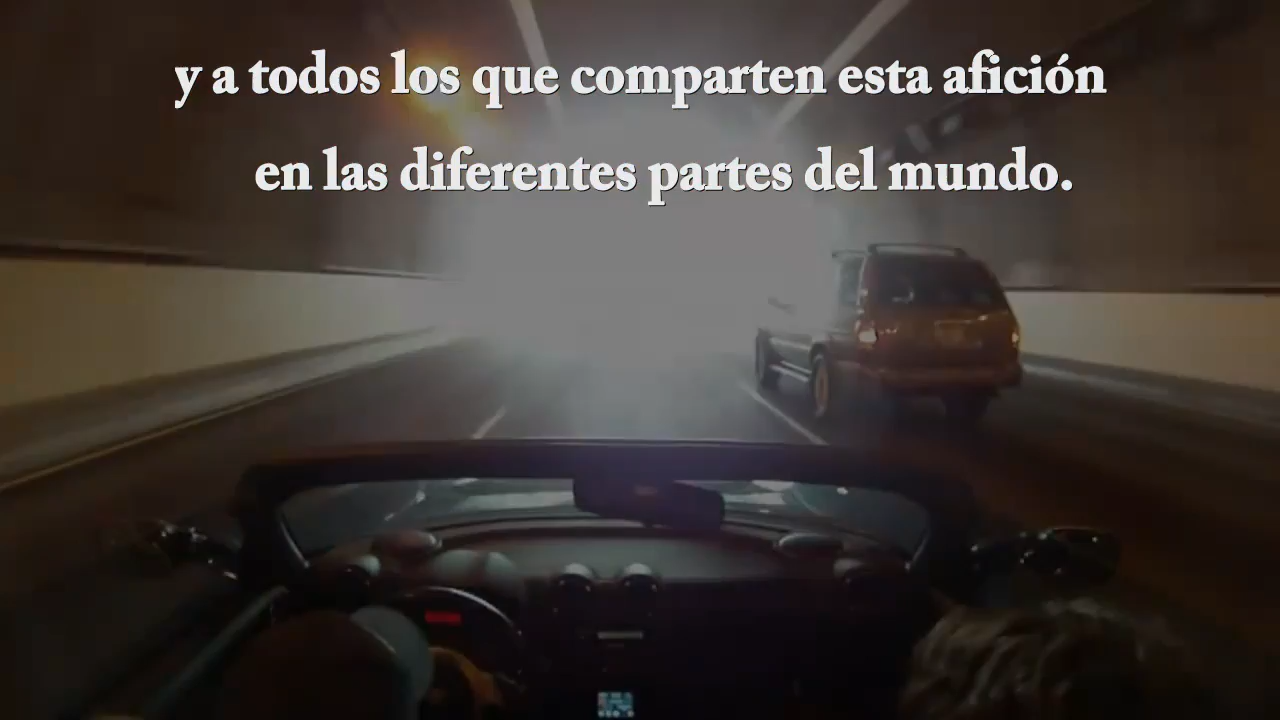 y a todos los que comparten esta afición
en las diferentes partes del mundo.